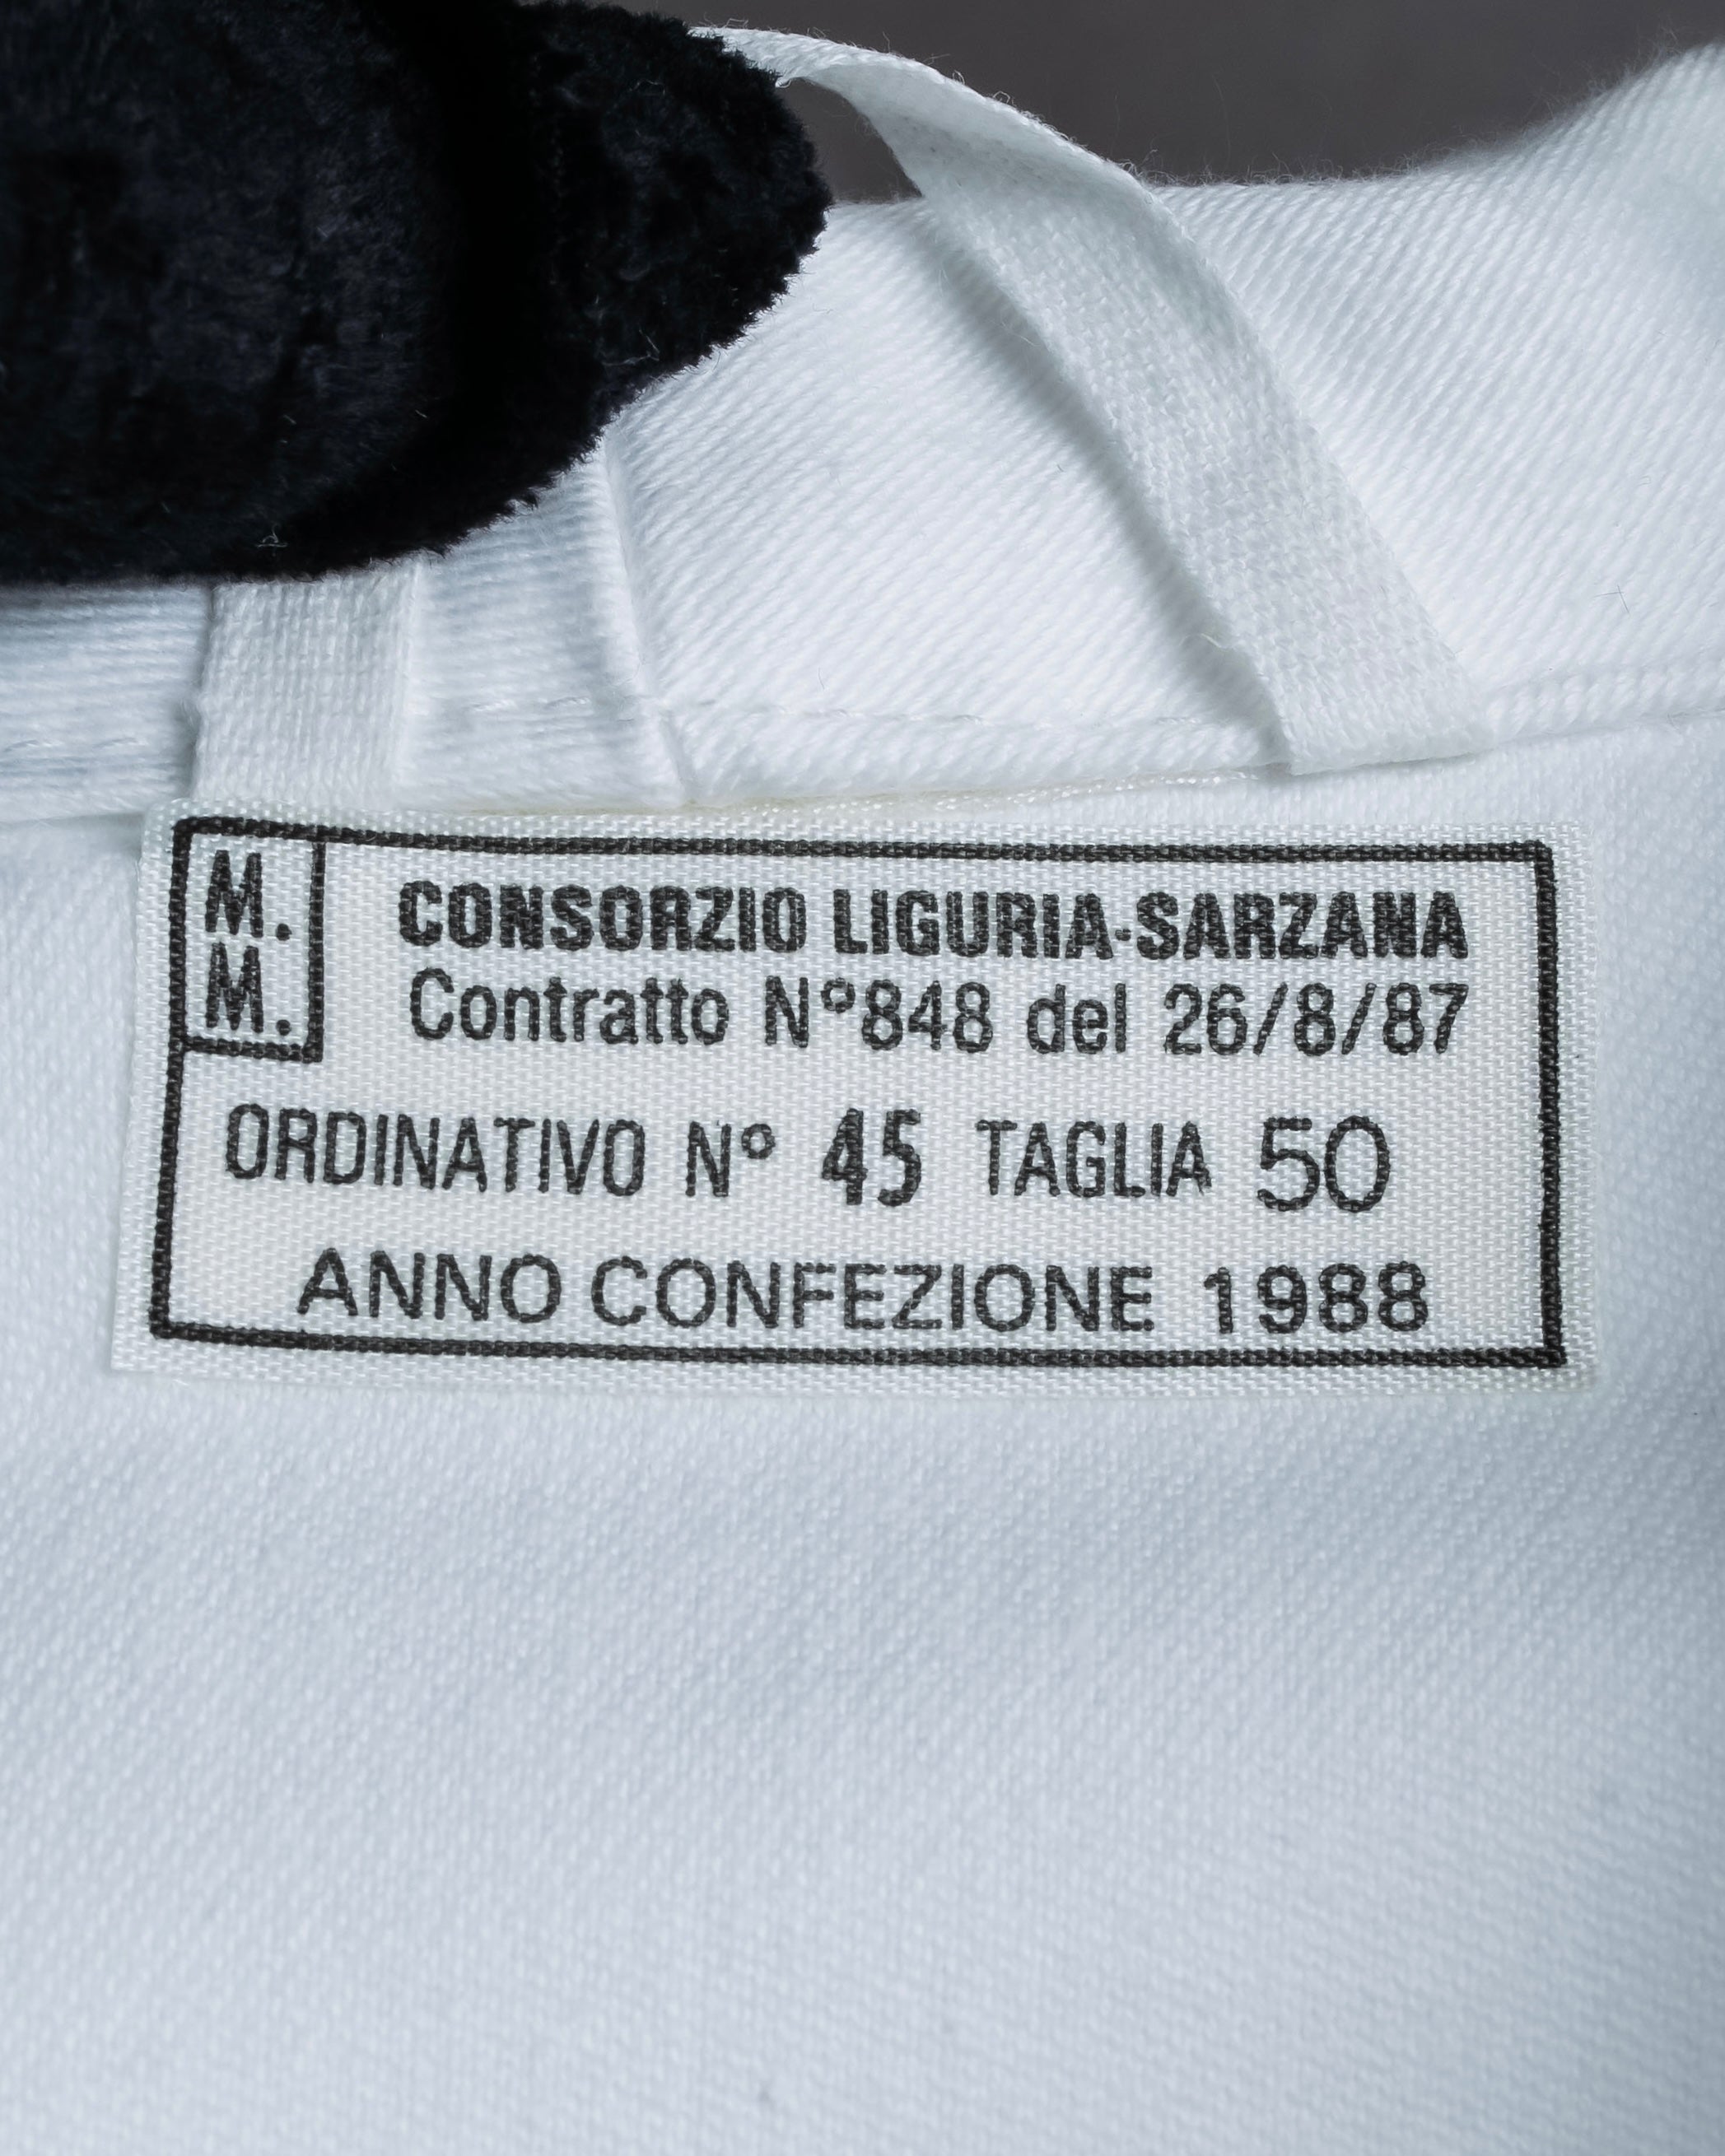 M.
M.
CONSORZIO LIGURIA-SARZANA
Contratto N°848 del 26/8/87
ORDINATIVO N° 45 TAGLIA 50
ANNO CONFEZIONE 1988